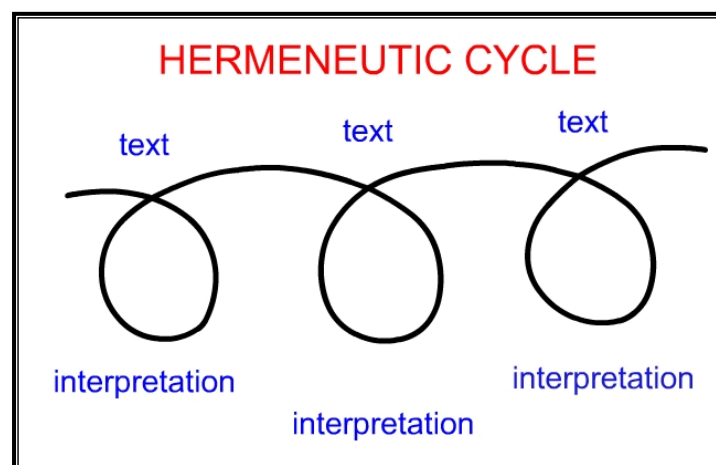 HERMENEUTIC CYCLE
text
text
text
interpretation
interpretation
interpretation